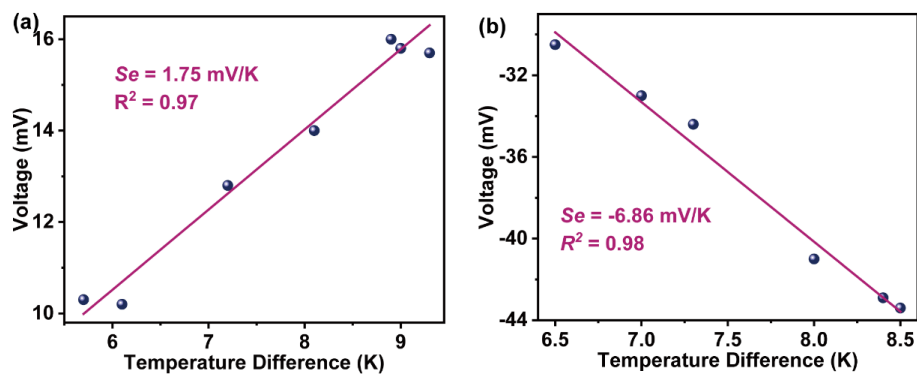 (a)
Se = 1.75 mV/K
R² = 0.97
Voltage (mV)
16
14
12
10
6
7
8
9
Temperature Difference (K)
(b)
Se = -6.86 mV/K
R² = 0.98
Voltage (mV)
-32
-36
-40
-44
6.5
7.0
7.5
8.0
8.5
Temperature Difference (K)